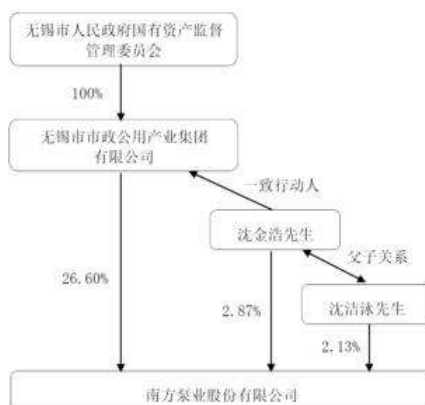 无锡市人民政府国有资产监督
管理委员会
100%
无锡市市政公用产业集团
有限公司
一致行动人
沈金浩先生
父子关系
26.60%
2.87%
沈洁泳先生
2.13%
南方泵业股份有限公司